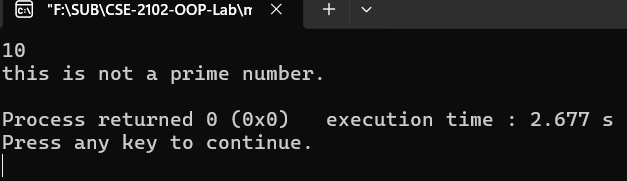 "F:\SUB\CSE-2102-OOP-Lab\m
10
this is not a prime number.
Process returned 0 (0x0)   execution time : 2.677 s
Press any key to continue.